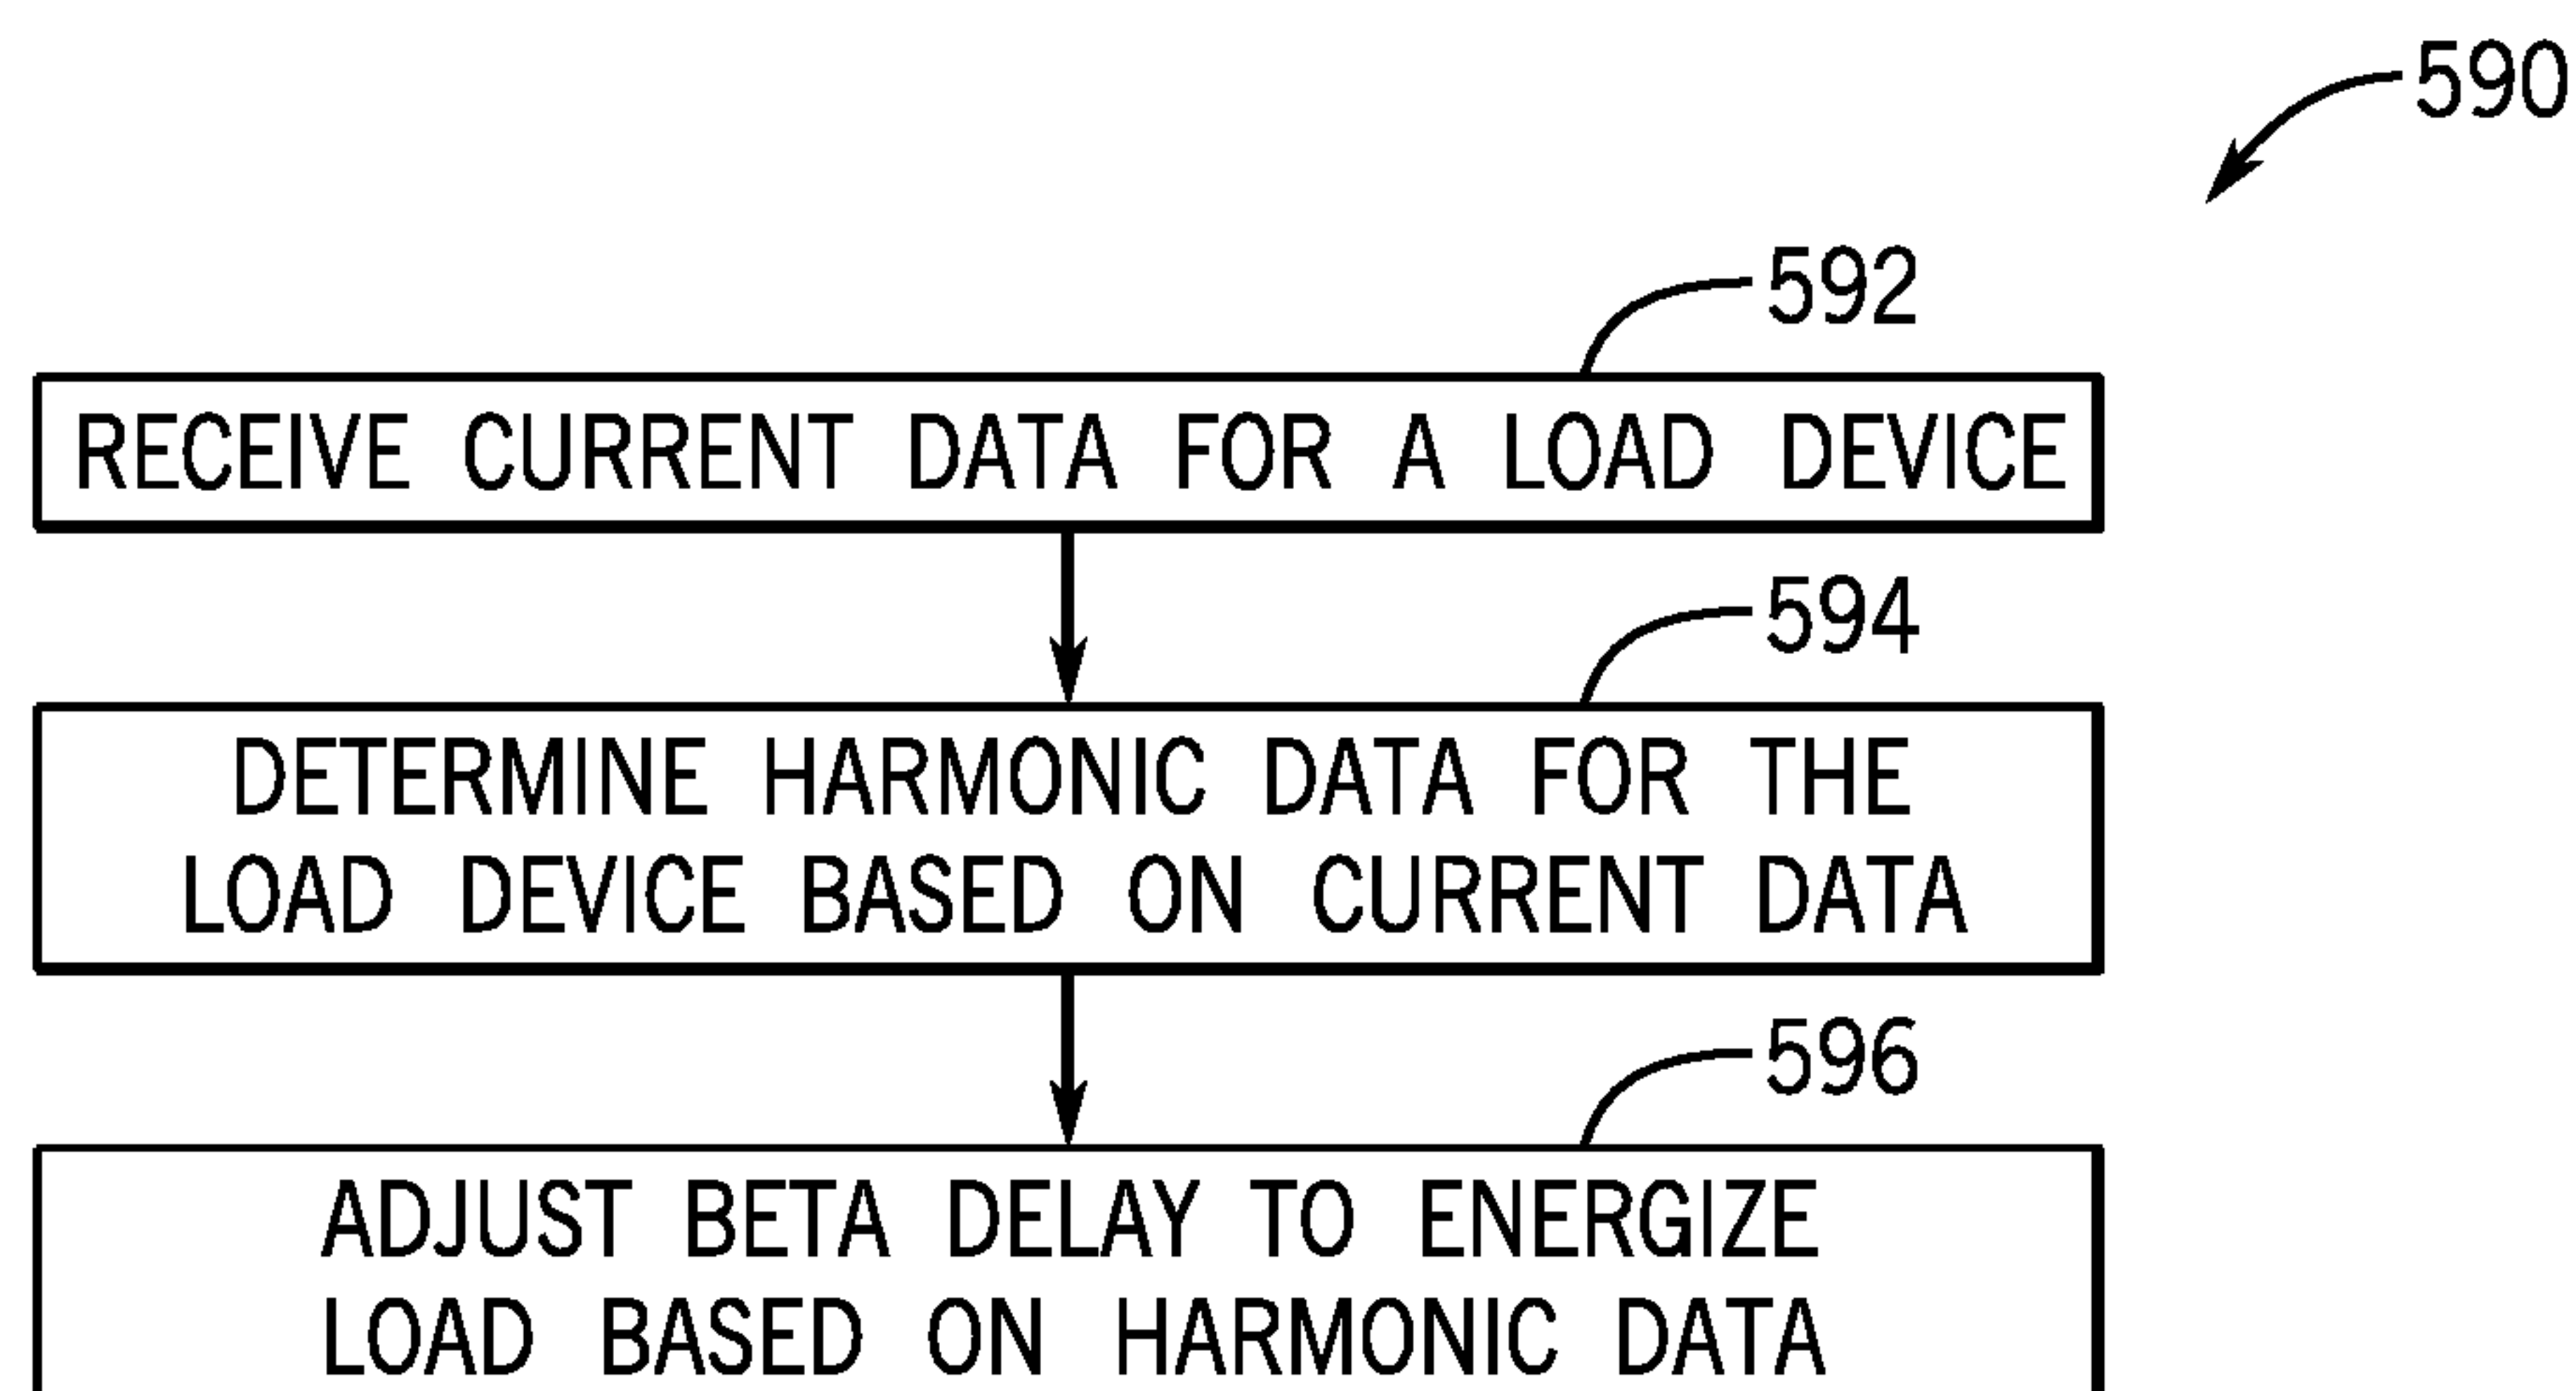 590
592
RECEIVE CURRENT DATA FOR A LOAD DEVICE
594
DETERMINE HARMONIC DATA FOR THE
LOAD DEVICE BASED ON CURRENT DATA
596
ADJUST BETA DELAY TO ENERGIZE
LOAD BASED ON HARMONIC DATA